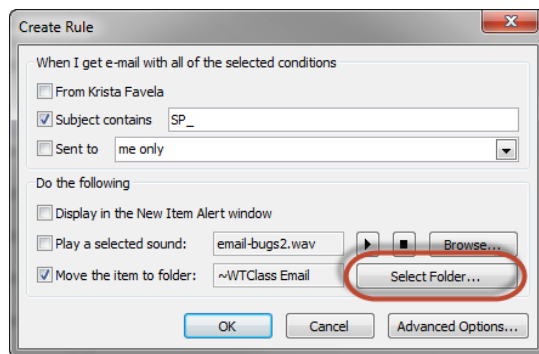 Create Rule
When I get e-mail with all of the selected conditions
From Krista Favela
Subject contains SP_
Sent to me only
Do the following
Display in the New Item Alert window
Play a selected sound: email-bugs2.wav Browse...
Move the item to folder: ~WTClass Email Select Folder...
OK Cancel Advanced Options...